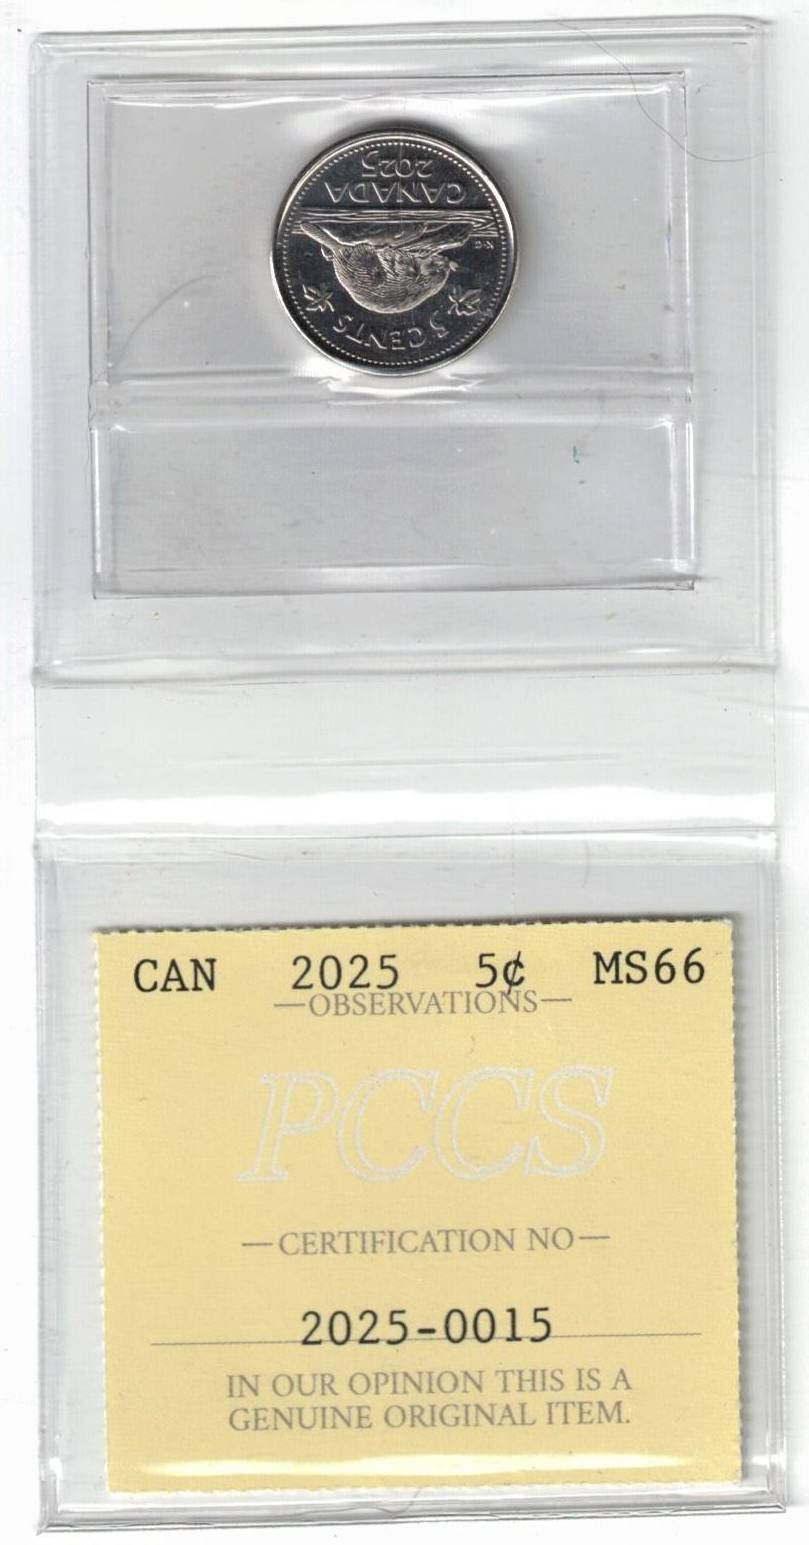 5 CENTS
K·G
CANADA
2025
CAN 2025 5¢ MS66
—OBSERVATIONS—
PCCS
—CERTIFICATION NO—
2025-0015
IN OUR OPINION THIS IS A
GENUINE ORIGINAL ITEM.